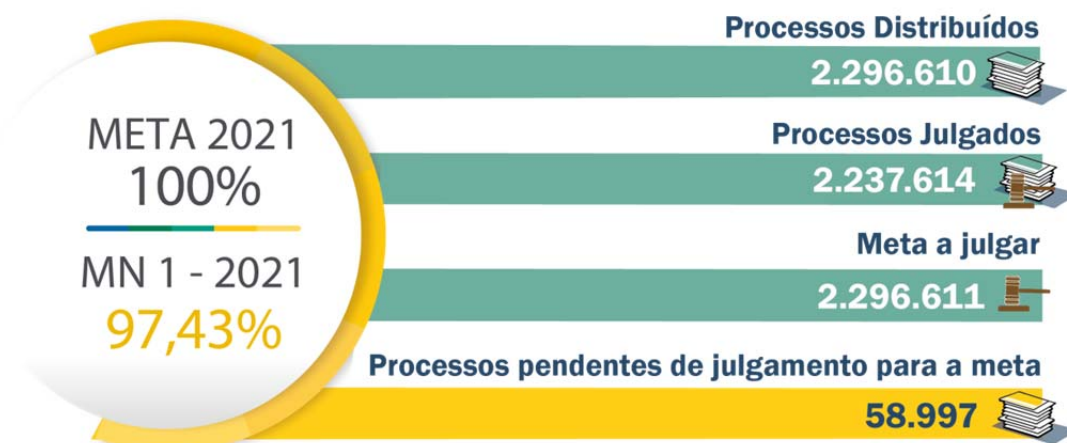 META 2021
100%
MN 1 - 2021
97,43%
Processos Distribuídos
2.296.610
Processos Julgados
2.237.614
Meta a julgar
2.296.611
Processos pendentes de julgamento para a meta
58.997